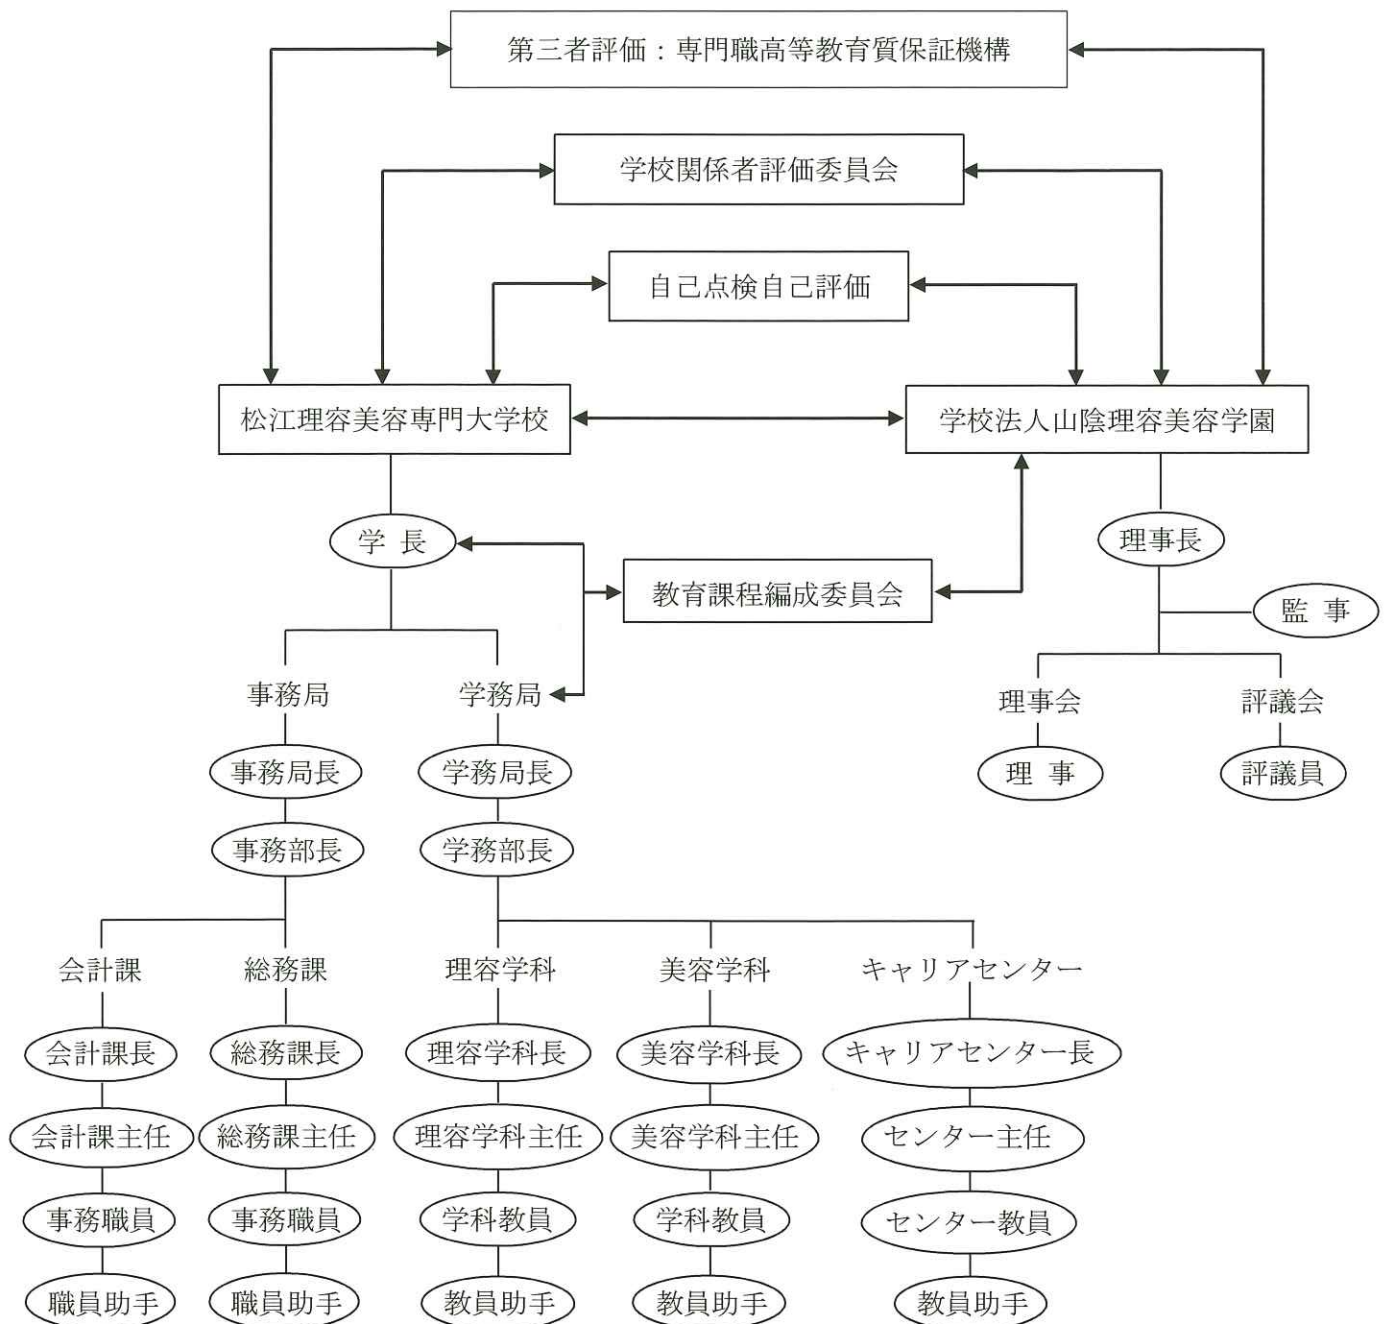 第三者評価：専門職高等教育質保証機構
学校関係者評価委員会
自己点検自己評価
松江理容美容専門大学校
学校法人山陰理容美容学園
学 長
理事長
教育課程編成委員会
監 事
事務局
学務局
理事会
評議会
事務局長
学務局長
理 事
評議員
事務部長
学務部長
会計課
総務課
理容学科
美容学科
キャリアセンター
会計課長
総務課長
理容学科長
美容学科長
キャリアセンター長
会計課主任
総務課主任
理容学科主任
美容学科主任
センター主任
事務職員
事務職員
学科教員
学科教員
センター教員
職員助手
職員助手
教員助手
教員助手
教員助手